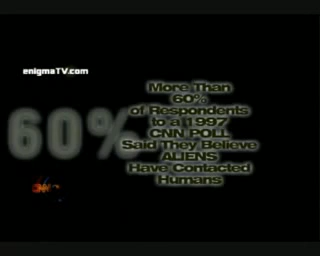 enigmaTV.com
60%
More Than
60%
of Respondents
to a 1997
CNN POLL
Said They Believe
ALIENS
Have Contacted
Humans